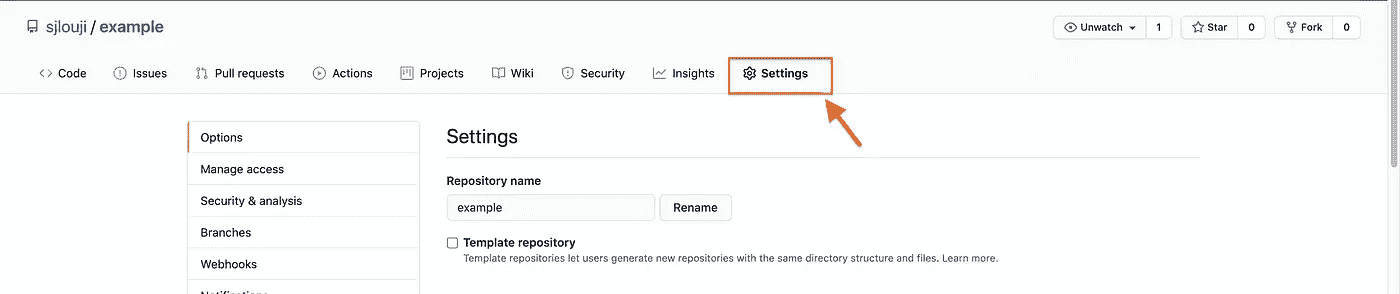 sjlouji / example
Unwatch 1 Star 0 Fork 0
Code Issues Pull requests Actions Projects Wiki Security Insights Settings
Options
Manage access
Security & analysis
Branches
Webhooks
Notifications
Settings
Repository name
example Rename
Template repository
Template repositories let users generate new repositories with the same directory structure and files. Learn more.